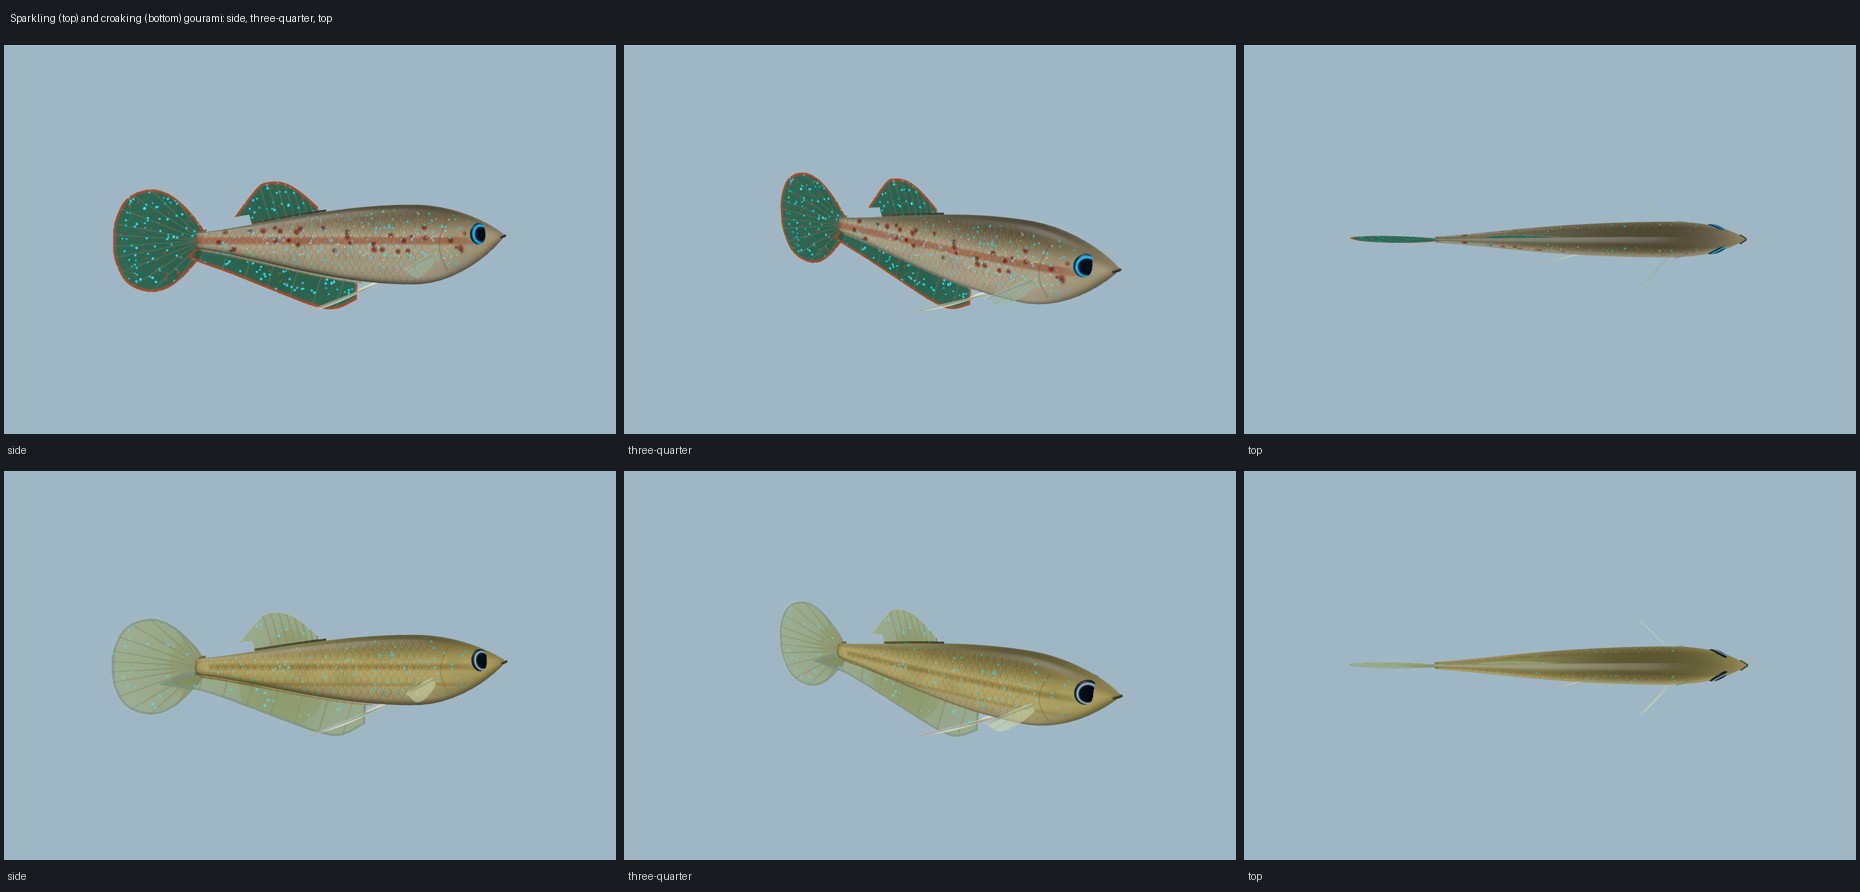 Sparkling (top) and croaking (bottom) gourami: side, three-quarter, top
side
three-quarter
top
side
three-quarter
top